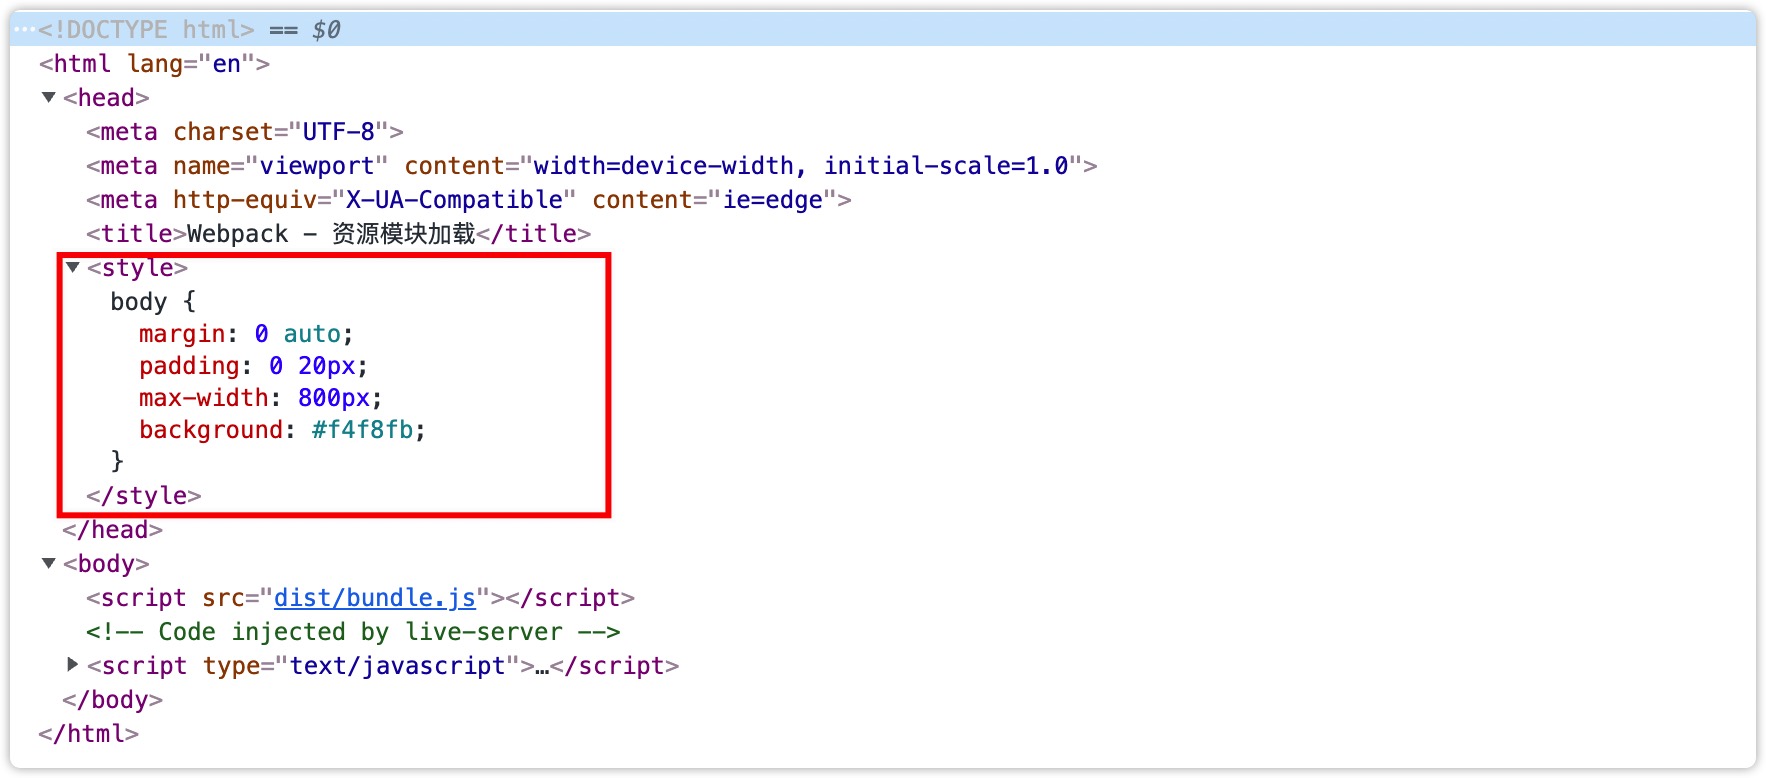 ···<!DOCTYPE html> == $0
<html lang="en">
▼<head>
<meta charset="UTF-8">
<meta name="viewport" content="width=device-width, initial-scale=1.0">
<meta http-equiv="X-UA-Compatible" content="ie=edge">
<title>Webpack - 资源模块加载</title>
▼<style>
body {
margin: 0 auto;
padding: 0 20px;
max-width: 800px;
background: #f4f8fb;
}
</style>
</head>
▼<body>
<script src="dist/bundle.js"></script>
<!-- Code injected by live-server -->
▶<script type="text/javascript">…</script>
</body>
</html>